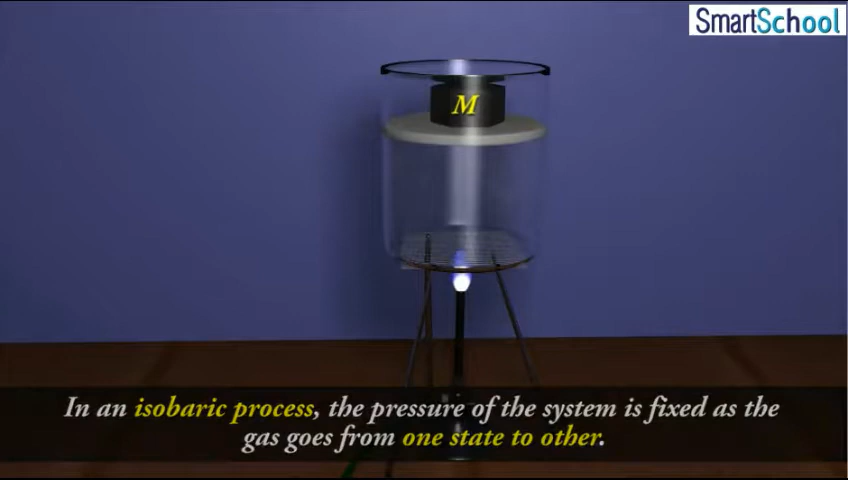 SmartSchool
M
In an isobaric process, the pressure of the system is fixed as the
gas goes from one state to other.